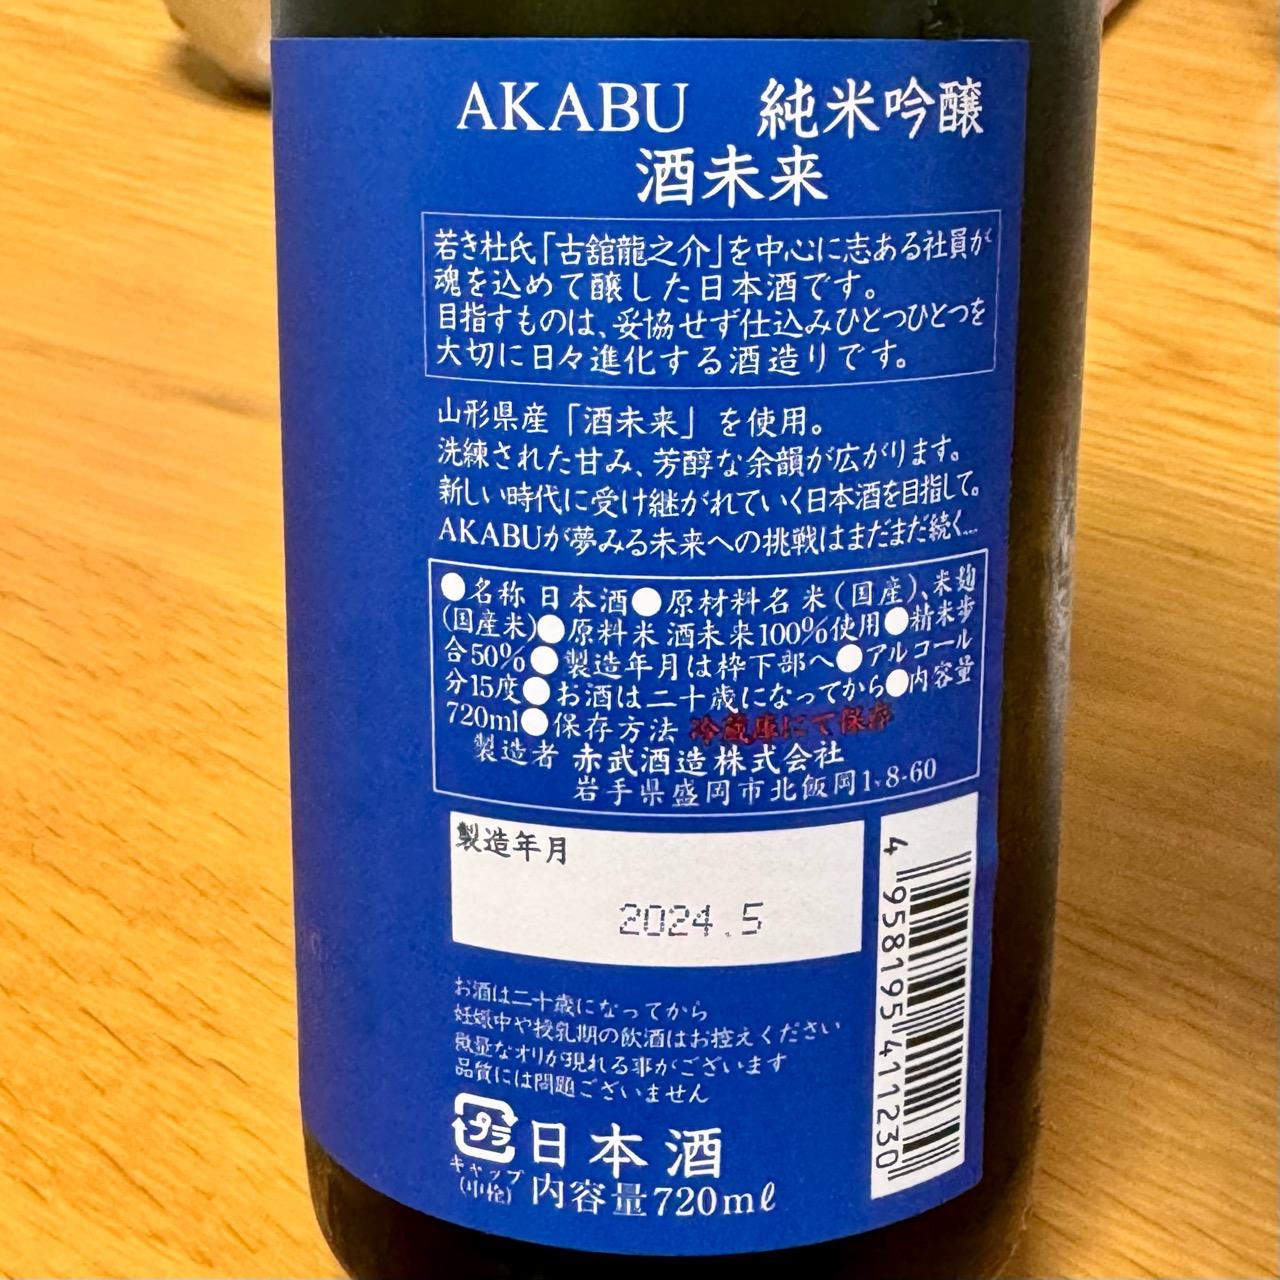 AKABU 純米吟醸
酒未来
若き杜氏「古舘龍之介」を中心に志ある社員が
魂を込めて醸した日本酒です。
目指すものは、妥協せず仕込みひとつひとつを
大切に日々進化する酒造りです。
山形県産「酒未来」を使用。
洗練された甘み、芳醇な余韻が広がります。
新しい時代に受け継がれていく日本酒を目指して。
AKABUが夢みる未来への挑戦はまだまだ続く…
●名称 日本酒●原材料名 米(国産)、米麹
(国産米)●原料米 酒未来100%使用●精米歩
合50%●製造年月は枠下部へ●アルコール
分15度●お酒は二十歳になってから●内容量
720ml●保存方法 冷蔵庫にて保存
製造者 赤武酒造株式会社
岩手県盛岡市北飯岡1-8-60
製造年月
2024.5
4 958195 411230
お酒は二十歳になってから
妊娠中や授乳期の飲酒はお控えください
微量なオリが現れる事がございます
品質には問題ございません
プラ
キャップ
(中栓)
日本酒
内容量720mℓ